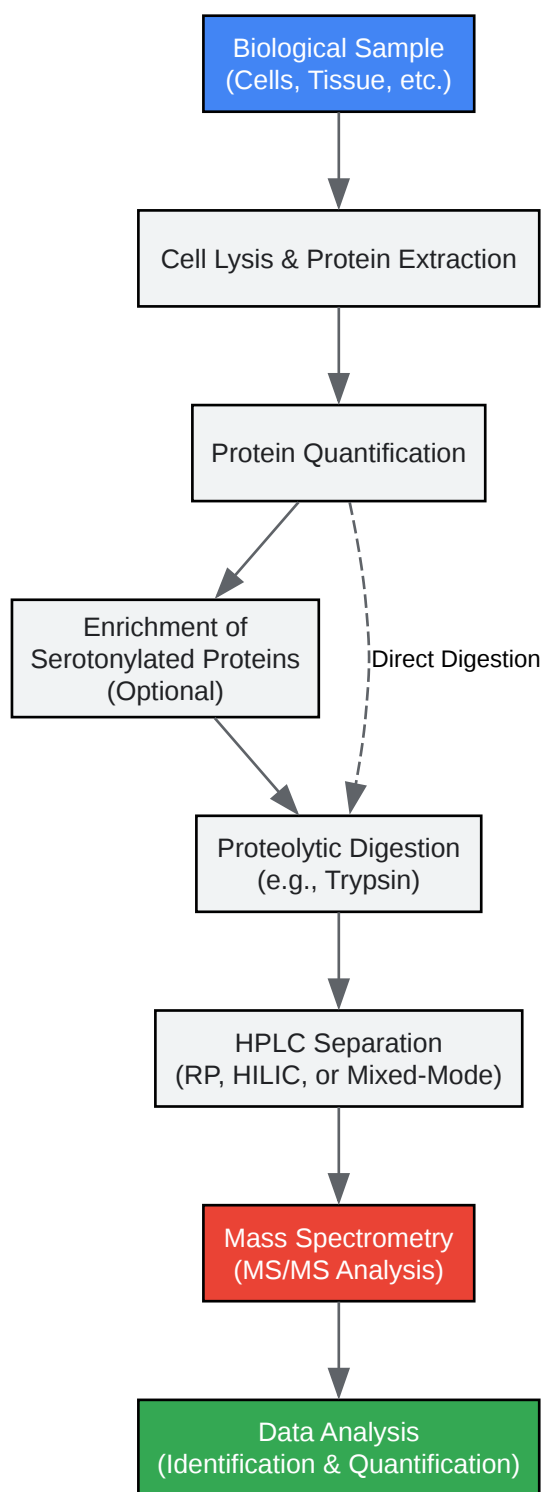 Biological Sample
(Cells, Tissue, etc.)
Cell Lysis & Protein Extraction
Protein Quantification
Enrichment of
Serotonylated Proteins
(Optional)
Direct Digestion
Proteolytic Digestion
(e.g., Trypsin)
HPLC Separation
(RP, HILIC, or Mixed-Mode)
Mass Spectrometry
(MS/MS Analysis)
Data Analysis
(Identification & Quantification)